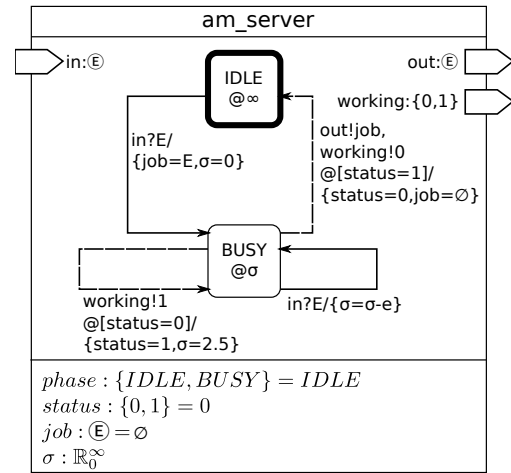 am_server
in:Ⓔ
out:Ⓔ
working:{0,1}
IDLE
@∞
in?E/
{job=E,σ=0}
out!job,
working!0
@[status=1]/
{status=0,job=∅}
BUSY
@σ
working!1
@[status=0]/
{status=1,σ=2.5}
in?E/{σ=σ-e}
phase : {IDLE, BUSY} = IDLE
status : {0, 1} = 0
job : Ⓔ = ∅
σ : ℝ₀^∞